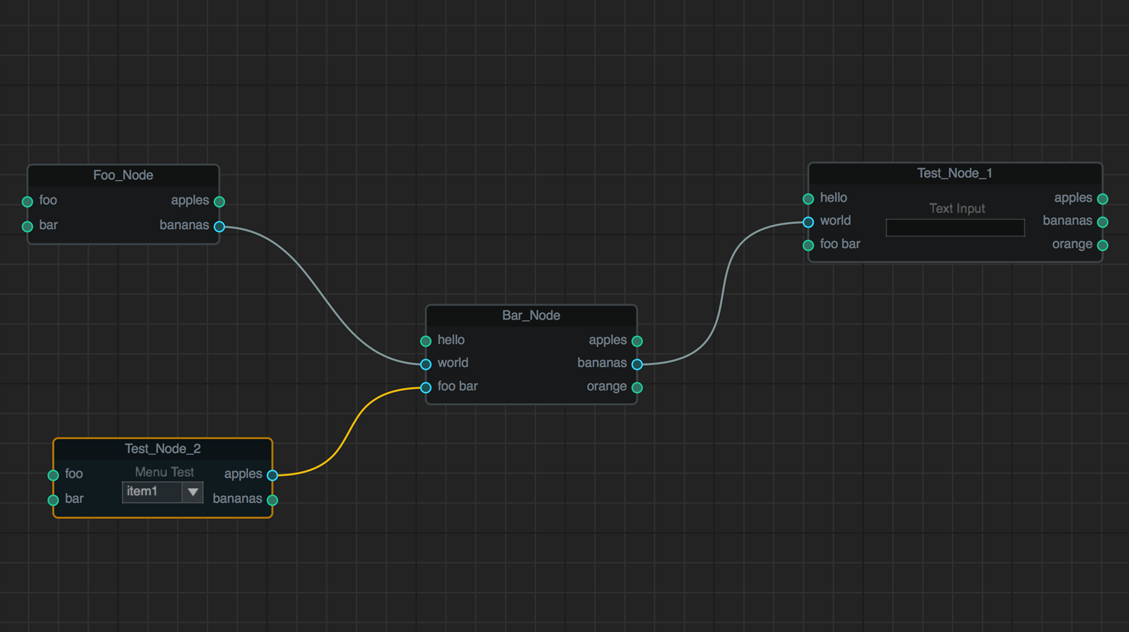 Foo_Node
foo apples
bar bananas
Test_Node_1
hello apples
Text Input
world bananas
foo bar orange
Bar_Node
hello apples
world bananas
foo bar orange
Test_Node_2
Menu Test
foo apples
item1
bar bananas